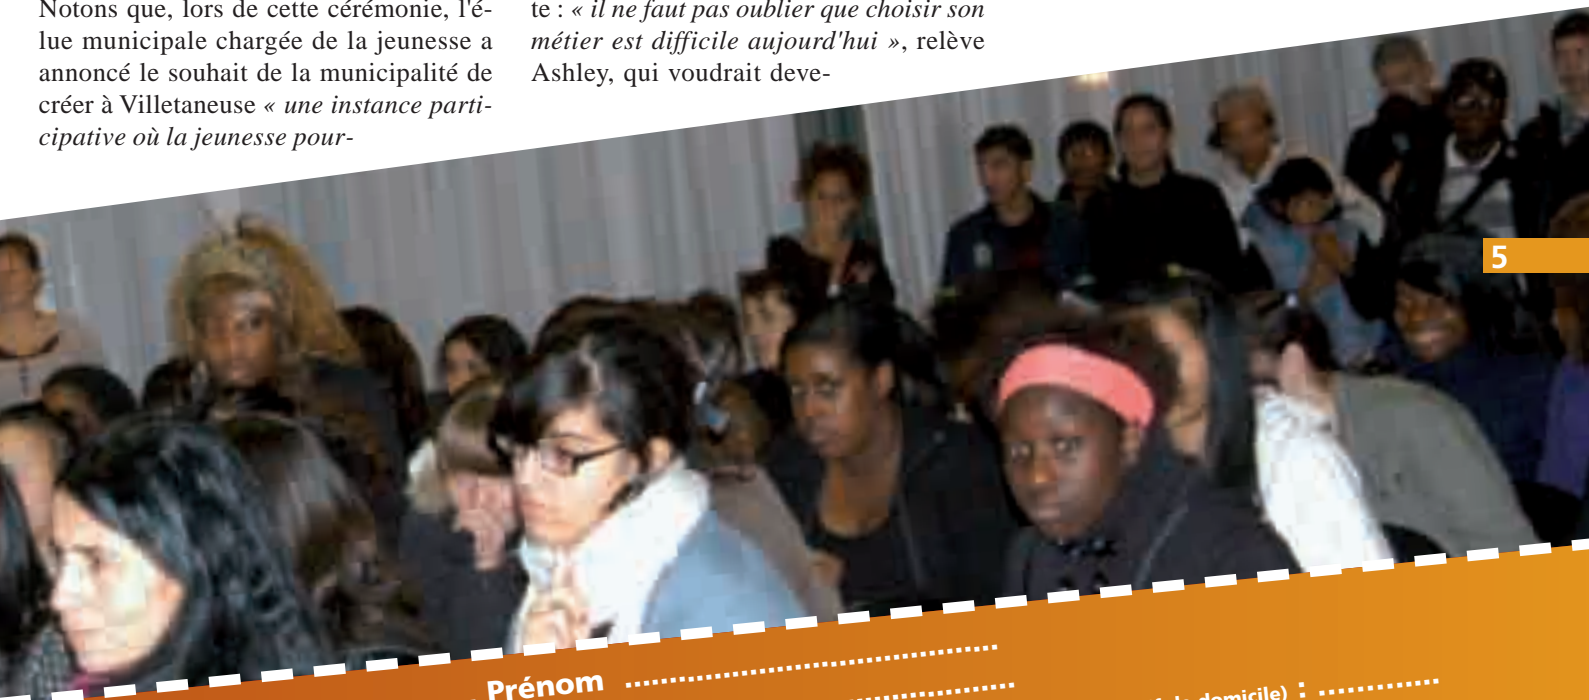 Notons que, lors de cette cérémonie, l'é-
lue municipale chargée de la jeunesse a
annoncé le souhait de la municipalité de
créer à Villetaneuse « une instance parti-
cipative où la jeunesse pour-
te : « il ne faut pas oublier que choisir son
métier est difficile aujourd'hui », relève
Ashley, qui voudrait deve-
5
Prénom
domicile) :